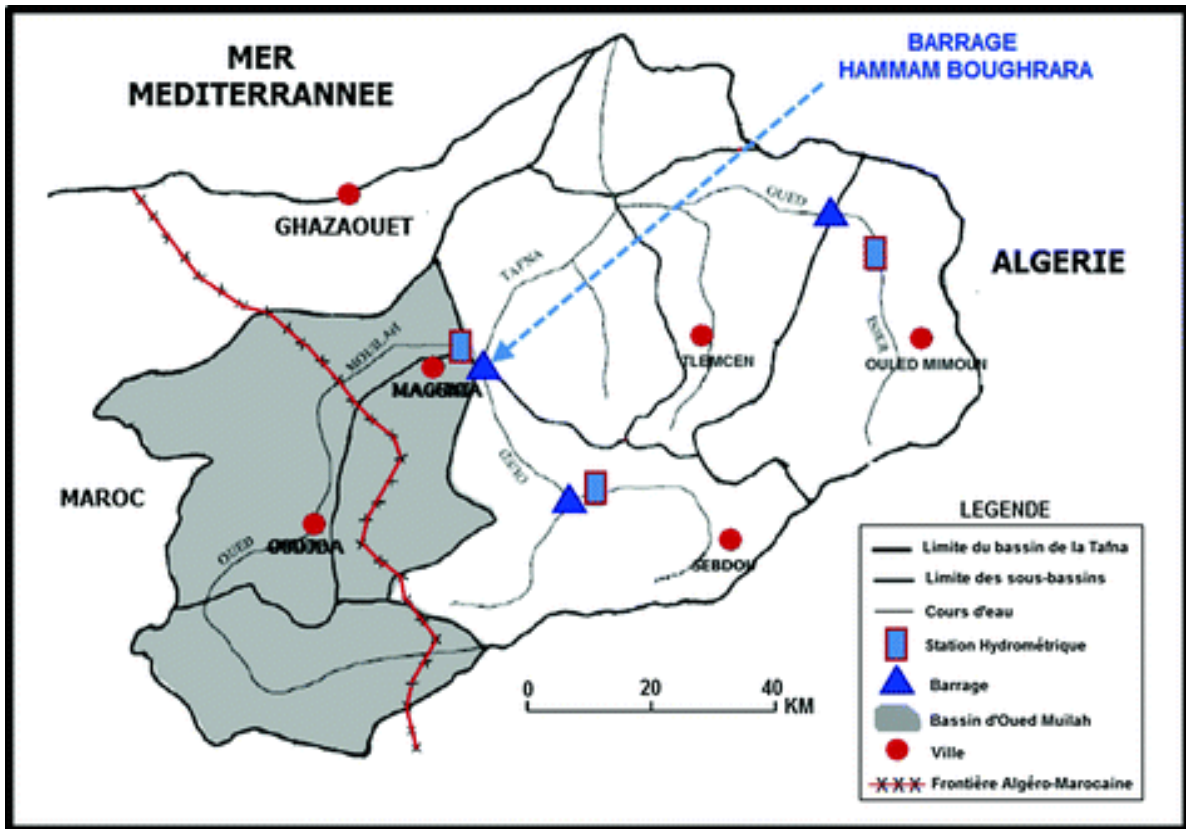 MER
MEDITERRANNEE
BARRAGE
HAMMAM BOUGHRARA
GHAZAOUET
OUED
ALGERIE
TAFNA
MOUILAH
ISSER
TLEMCEN
OULED MIMOUN
OUED
MAROC
OUED
SEBDOU
LEGENDE
Limite du bassin de la Tafna
Limite des sous-bassins
Cours d'eau
Station Hydrométrique
Barrage
Bassin d'Oued Muilah
Ville
Frontière Algéro-Marocaine
0 20 40
KM